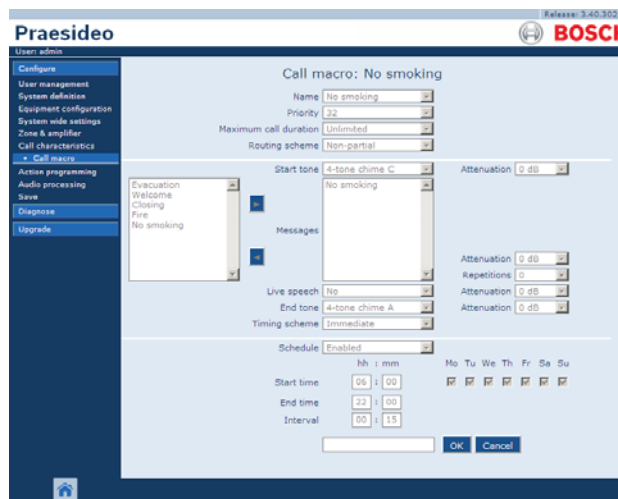 Release: 3.40.302
Praesideo
BOSCH
User: admin
Configure
User management
System definition
Equipment configuration
System wide settings
Zone & amplifier
Call characteristics
• Call macro
Action programming
Audio processing
Save
Diagnose
Upgrade
Call macro: No smoking
Name No smoking
Priority 32
Maximum call duration Unlimited
Routing scheme Non-partial
Start tone 4-tone chime C Attenuation 0 dB
Evacuation
Welcome
Closing
Fire
No smoking
Messages
No smoking
Attenuation 0 dB
Repetitions 0
Live speech No Attenuation 0 dB
End tone 4-tone chime A Attenuation 0 dB
Timing scheme Immediate
Schedule Enabled
hh : mm Mo Tu We Th Fr Sa Su
Start time 06 : 00
End time 22 : 00
Interval 00 : 15
OK Cancel